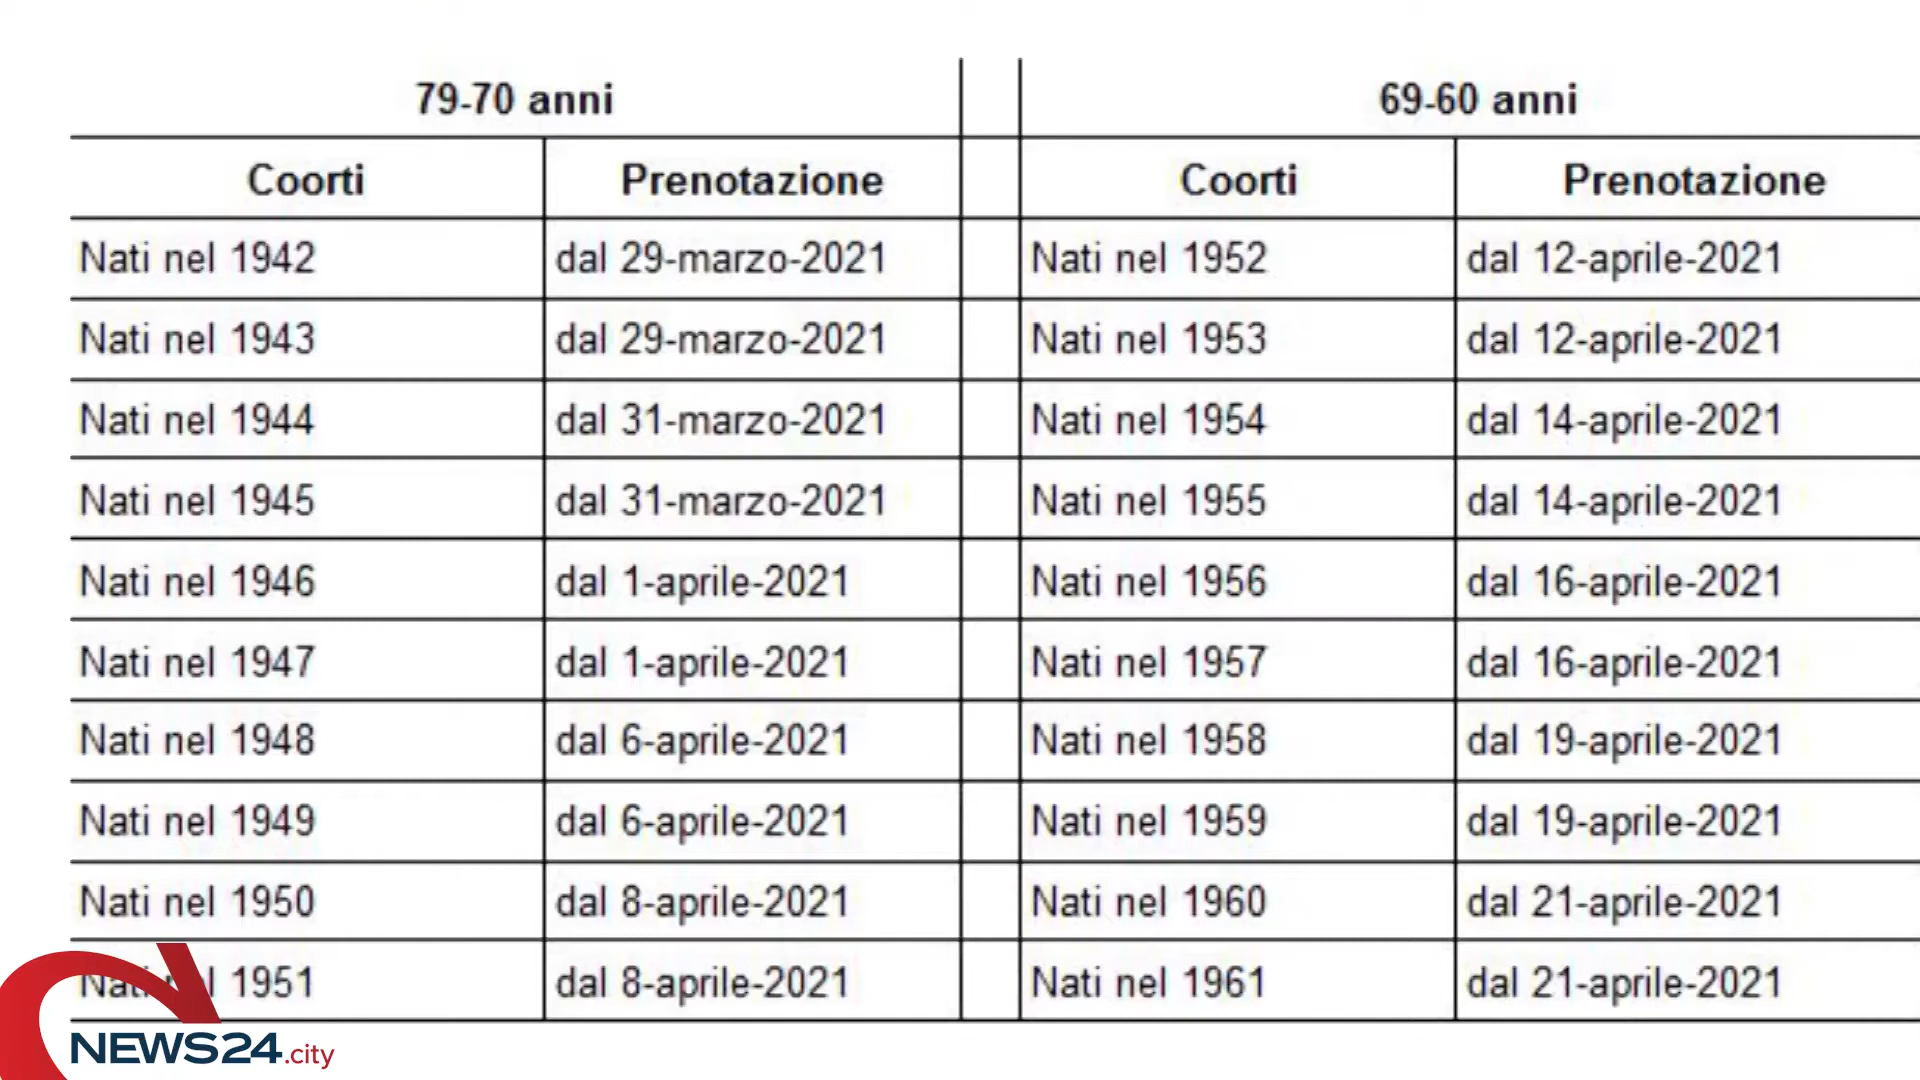 79-70 anni 69-60 anni
Coorti Prenotazione Coorti Prenotazione
Nati nel 1942 dal 29-marzo-2021 Nati nel 1952 dal 12-aprile-2021
Nati nel 1943 dal 29-marzo-2021 Nati nel 1953 dal 12-aprile-2021
Nati nel 1944 dal 31-marzo-2021 Nati nel 1954 dal 14-aprile-2021
Nati nel 1945 dal 31-marzo-2021 Nati nel 1955 dal 14-aprile-2021
Nati nel 1946 dal 1-aprile-2021 Nati nel 1956 dal 16-aprile-2021
Nati nel 1947 dal 1-aprile-2021 Nati nel 1957 dal 16-aprile-2021
Nati nel 1948 dal 6-aprile-2021 Nati nel 1958 dal 19-aprile-2021
Nati nel 1949 dal 6-aprile-2021 Nati nel 1959 dal 19-aprile-2021
Nati nel 1950 dal 8-aprile-2021 Nati nel 1960 dal 21-aprile-2021
Nati nel 1951 dal 8-aprile-2021 Nati nel 1961 dal 21-aprile-2021
NEWS24.city